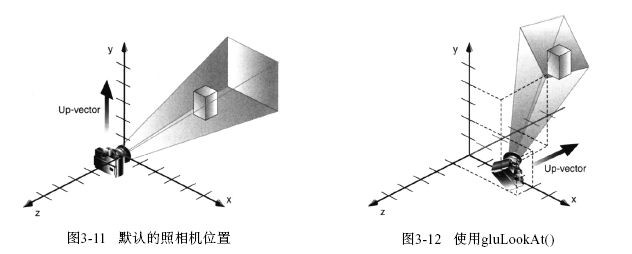 y
Up-vector
x
z
图3-11 默认的照相机位置
y
Up-vector
x
z
图3-12 使用gluLookAt()